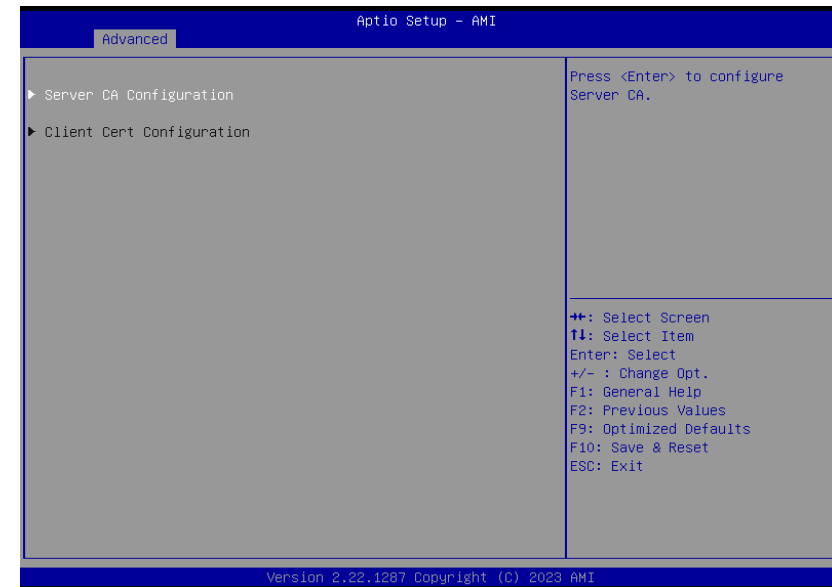 Aptio Setup – AMI
Advanced
▶ Server CA Configuration
▶ Client Cert Configuration
Press <Enter> to configure
Server CA.
→←: Select Screen
↑↓: Select Item
Enter: Select
+/- : Change Opt.
F1: General Help
F2: Previous Values
F9: Optimized Defaults
F10: Save & Reset
ESC: Exit
Version 2.22.1287 Copyright (C) 2023 AMI